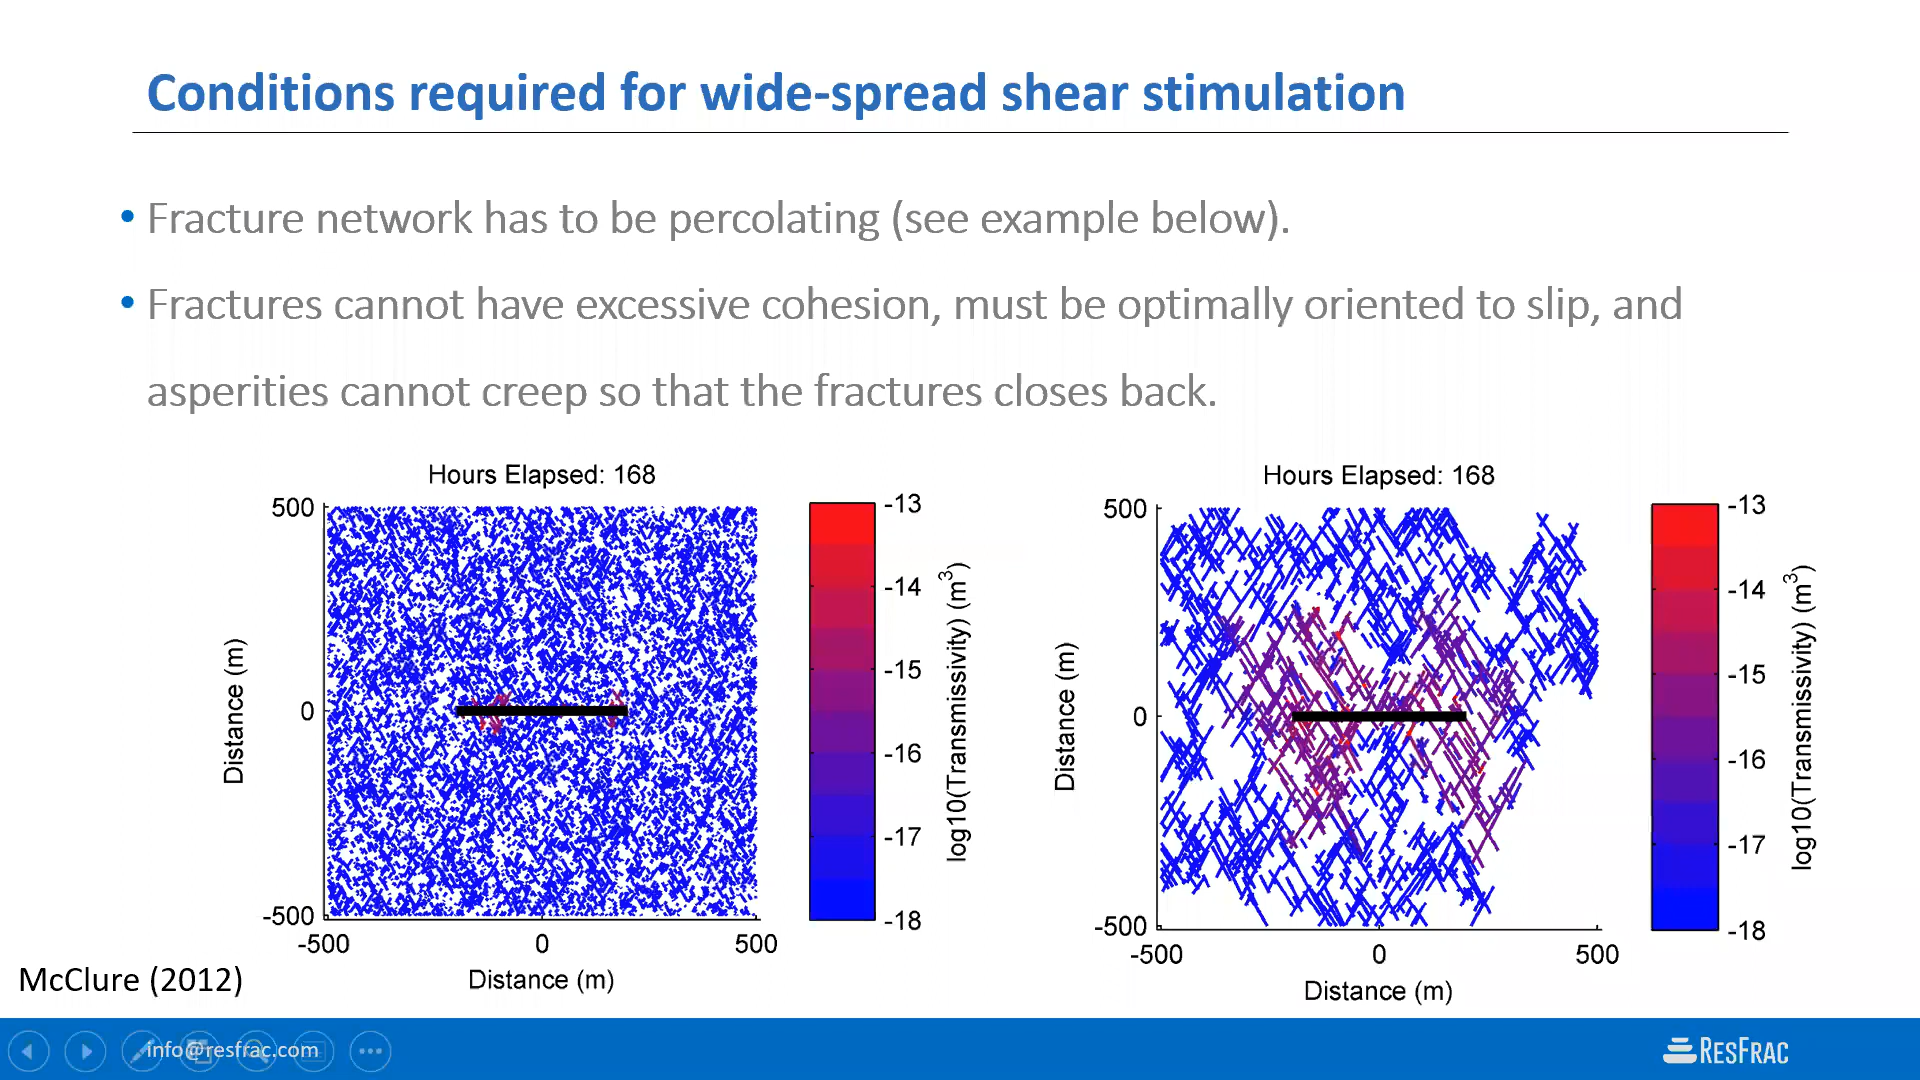 Conditions required for wide-spread shear stimulation
• Fracture network has to be percolating (see example below).
• Fractures cannot have excessive cohesion, must be optimally oriented to slip, and
asperities cannot creep so that the fractures closes back.
Hours Elapsed: 168
500
0
-500
-500 0 500
Distance (m)
Distance (m)
-13
-14
-15
-16
-17
-18
log10(Transmissivity) (m³)
Hours Elapsed: 168
500
0
-500
-500 0 500
Distance (m)
Distance (m)
-13
-14
-15
-16
-17
-18
log10(Transmissivity) (m³)
McClure (2012)
info@resfrac.com
RESFRAC